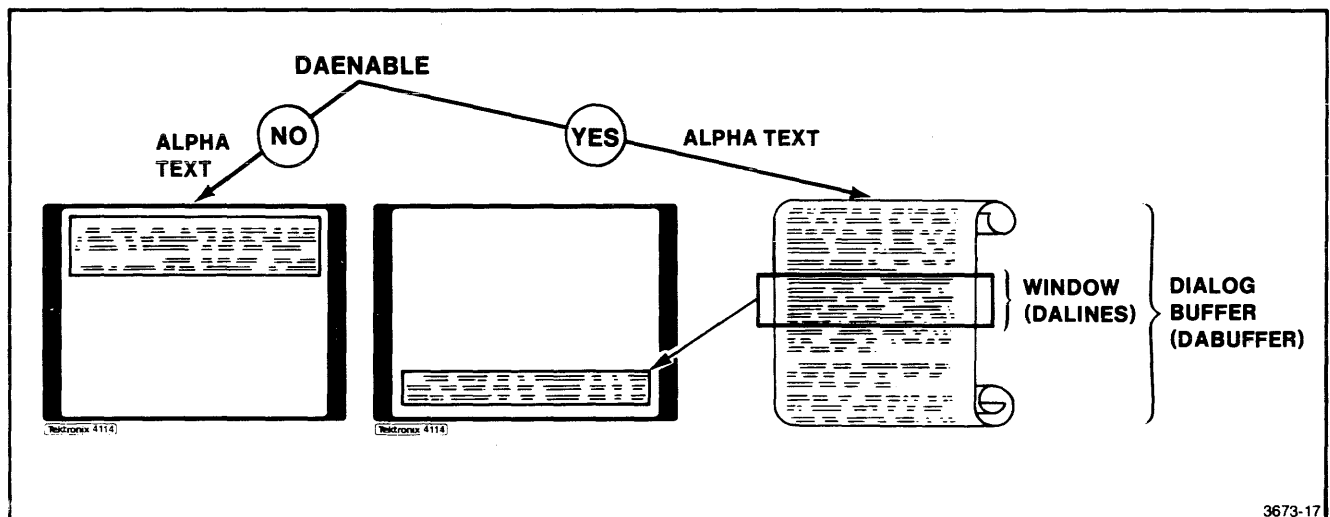 DAENABLE
NO
YES
ALPHA
TEXT
ALPHA TEXT
WINDOW
(DALINES)
DIALOG
BUFFER
(DABUFFER)
Tektronix 4114
Tektronix 4114
3673-17